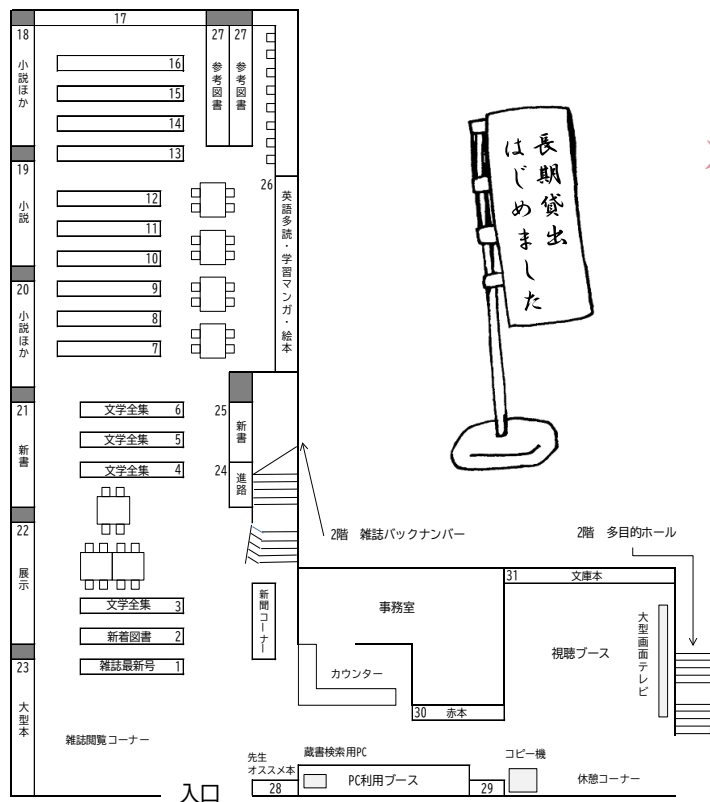 17
18
小説ほか
27
参考図書
27
参考図書
16
15
14
13
19
小説
12
11
10
9
8
7
26
英語多読・学習マンガ・絵本
20
小説ほか
長期貸出
はじめました
21
新書
文学全集 6
文学全集 5
文学全集 4
25
新書
24
進路
22
展示
2階 雑誌バックナンバー
2階 多目的ホール
文学全集 3
新着図書 2
雑誌最新号 1
新聞コーナー
事務室
31 文庫本
大型画面テレビ
視聴ブース
カウンター
30 赤本
23
大型本
雑誌閲覧コーナー
入口
先生
オススメ本
28
蔵書検索用PC
PC利用ブース
29
コピー機
休憩コーナー